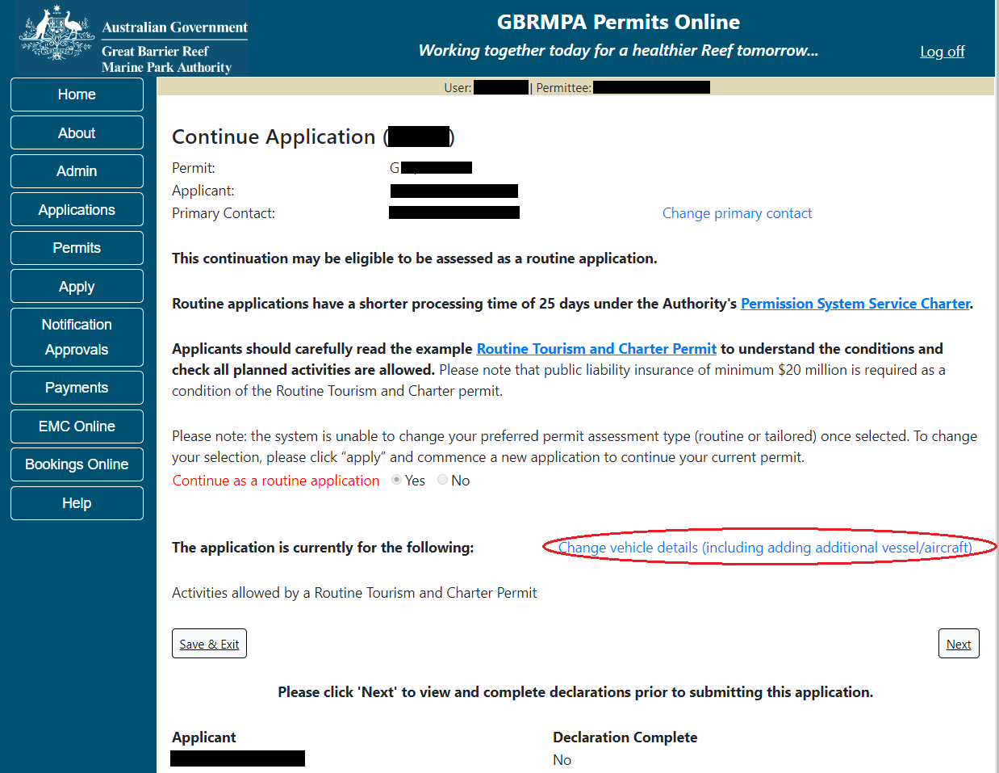 Australian Government
Great Barrier Reef
Marine Park Authority
GBRMPA Permits Online
Working together today for a healthier Reef tomorrow...
Log off
User: | Permittee:
Home
About
Admin
Applications
Permits
Apply
Notification
Approvals
Payments
EMC Online
Bookings Online
Help
Continue Application ( )
Permit: G
Applicant:
Primary Contact: Change primary contact
This continuation may be eligible to be assessed as a routine application.
Routine applications have a shorter processing time of 25 days under the Authority's Permission System Service Charter.
Applicants should carefully read the example Routine Tourism and Charter Permit to understand the conditions and
check all planned activities are allowed. Please note that public liability insurance of minimum $20 million is required as a
condition of the Routine Tourism and Charter permit.
Please note: the system is unable to change your preferred permit assessment type (routine or tailored) once selected. To change
your selection, please click “apply” and commence a new application to continue your current permit.
Continue as a routine application Yes No
The application is currently for the following: Change vehicle details (including adding additional vessel/aircraft)
Activities allowed by a Routine Tourism and Charter Permit
Save & Exit Next
Please click 'Next' to view and complete declarations prior to submitting this application.
Applicant Declaration Complete
No